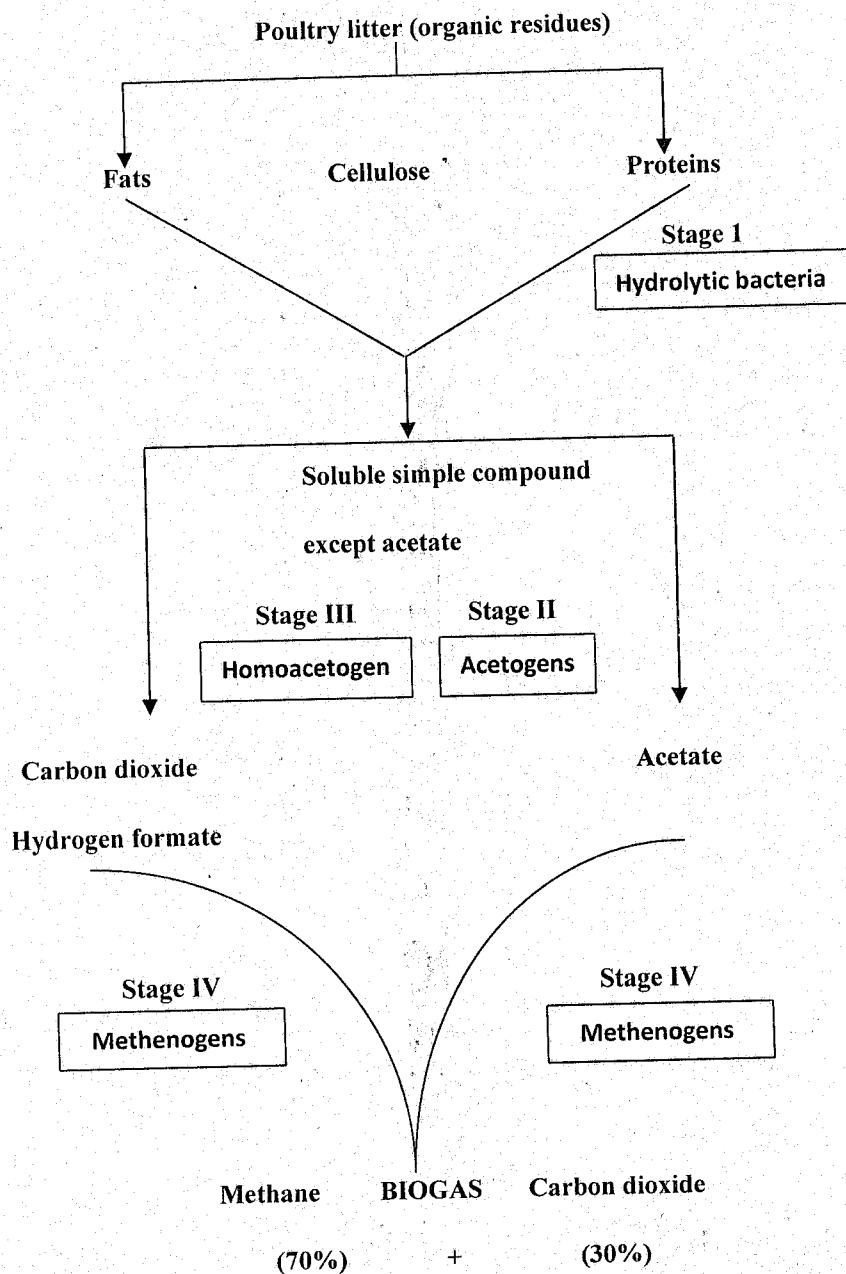 Poultry litter (organic residues)
Fats Cellulose Proteins
Stage 1
Hydrolytic bacteria
Soluble simple compound
except acetate
Stage III Stage II
Homoacetogen Acetogens
Carbon dioxide Acetate
Hydrogen formate
Stage IV Stage IV
Methenogens Methenogens
Methane BIOGAS Carbon dioxide
(70%) + (30%)